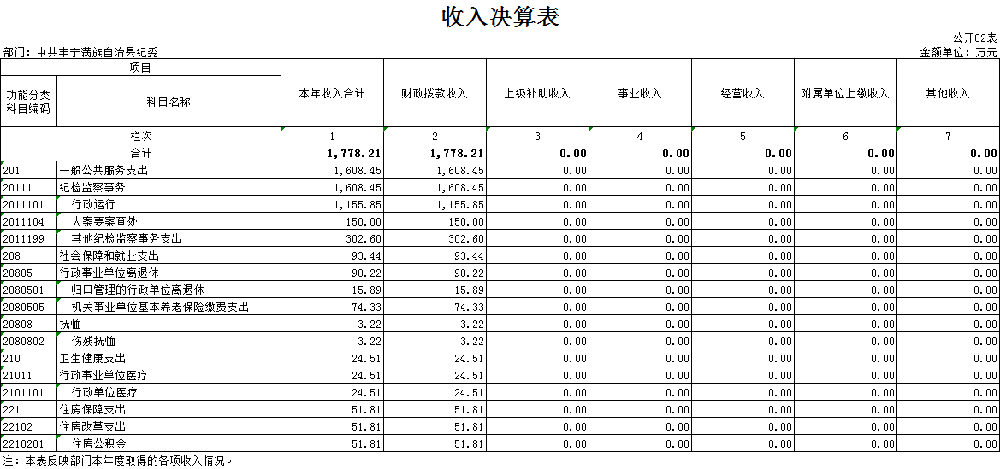 收入决算表
公开02表
部门：中共丰宁满族自治县纪委 金额单位：万元
项目 本年收入合计 财政拨款收入 上级补助收入 事业收入 经营收入 附属单位上缴收入 其他收入
功能分类科目编码 科目名称
栏次 1 2 3 4 5 6 7
合计 1,778.21 1,778.21 0.00 0.00 0.00 0.00 0.00
201 一般公共服务支出 1,608.45 1,608.45 0.00 0.00 0.00 0.00 0.00
20111 纪检监察事务 1,608.45 1,608.45 0.00 0.00 0.00 0.00 0.00
2011101 行政运行 1,155.85 1,155.85 0.00 0.00 0.00 0.00 0.00
2011104 大案要案查处 150.00 150.00 0.00 0.00 0.00 0.00 0.00
2011199 其他纪检监察事务支出 302.60 302.60 0.00 0.00 0.00 0.00 0.00
208 社会保障和就业支出 93.44 93.44 0.00 0.00 0.00 0.00 0.00
20805 行政事业单位离退休 90.22 90.22 0.00 0.00 0.00 0.00 0.00
2080501 归口管理的行政单位离退休 15.89 15.89 0.00 0.00 0.00 0.00 0.00
2080505 机关事业单位基本养老保险缴费支出 74.33 74.33 0.00 0.00 0.00 0.00 0.00
20808 抚恤 3.22 3.22 0.00 0.00 0.00 0.00 0.00
2080802 伤残抚恤 3.22 3.22 0.00 0.00 0.00 0.00 0.00
210 卫生健康支出 24.51 24.51 0.00 0.00 0.00 0.00 0.00
21011 行政事业单位医疗 24.51 24.51 0.00 0.00 0.00 0.00 0.00
2101101 行政单位医疗 24.51 24.51 0.00 0.00 0.00 0.00 0.00
221 住房保障支出 51.81 51.81 0.00 0.00 0.00 0.00 0.00
22102 住房改革支出 51.81 51.81 0.00 0.00 0.00 0.00 0.00
2210201 住房公积金 51.81 51.81 0.00 0.00 0.00 0.00 0.00
注：本表反映部门本年度取得的各项收入情况。